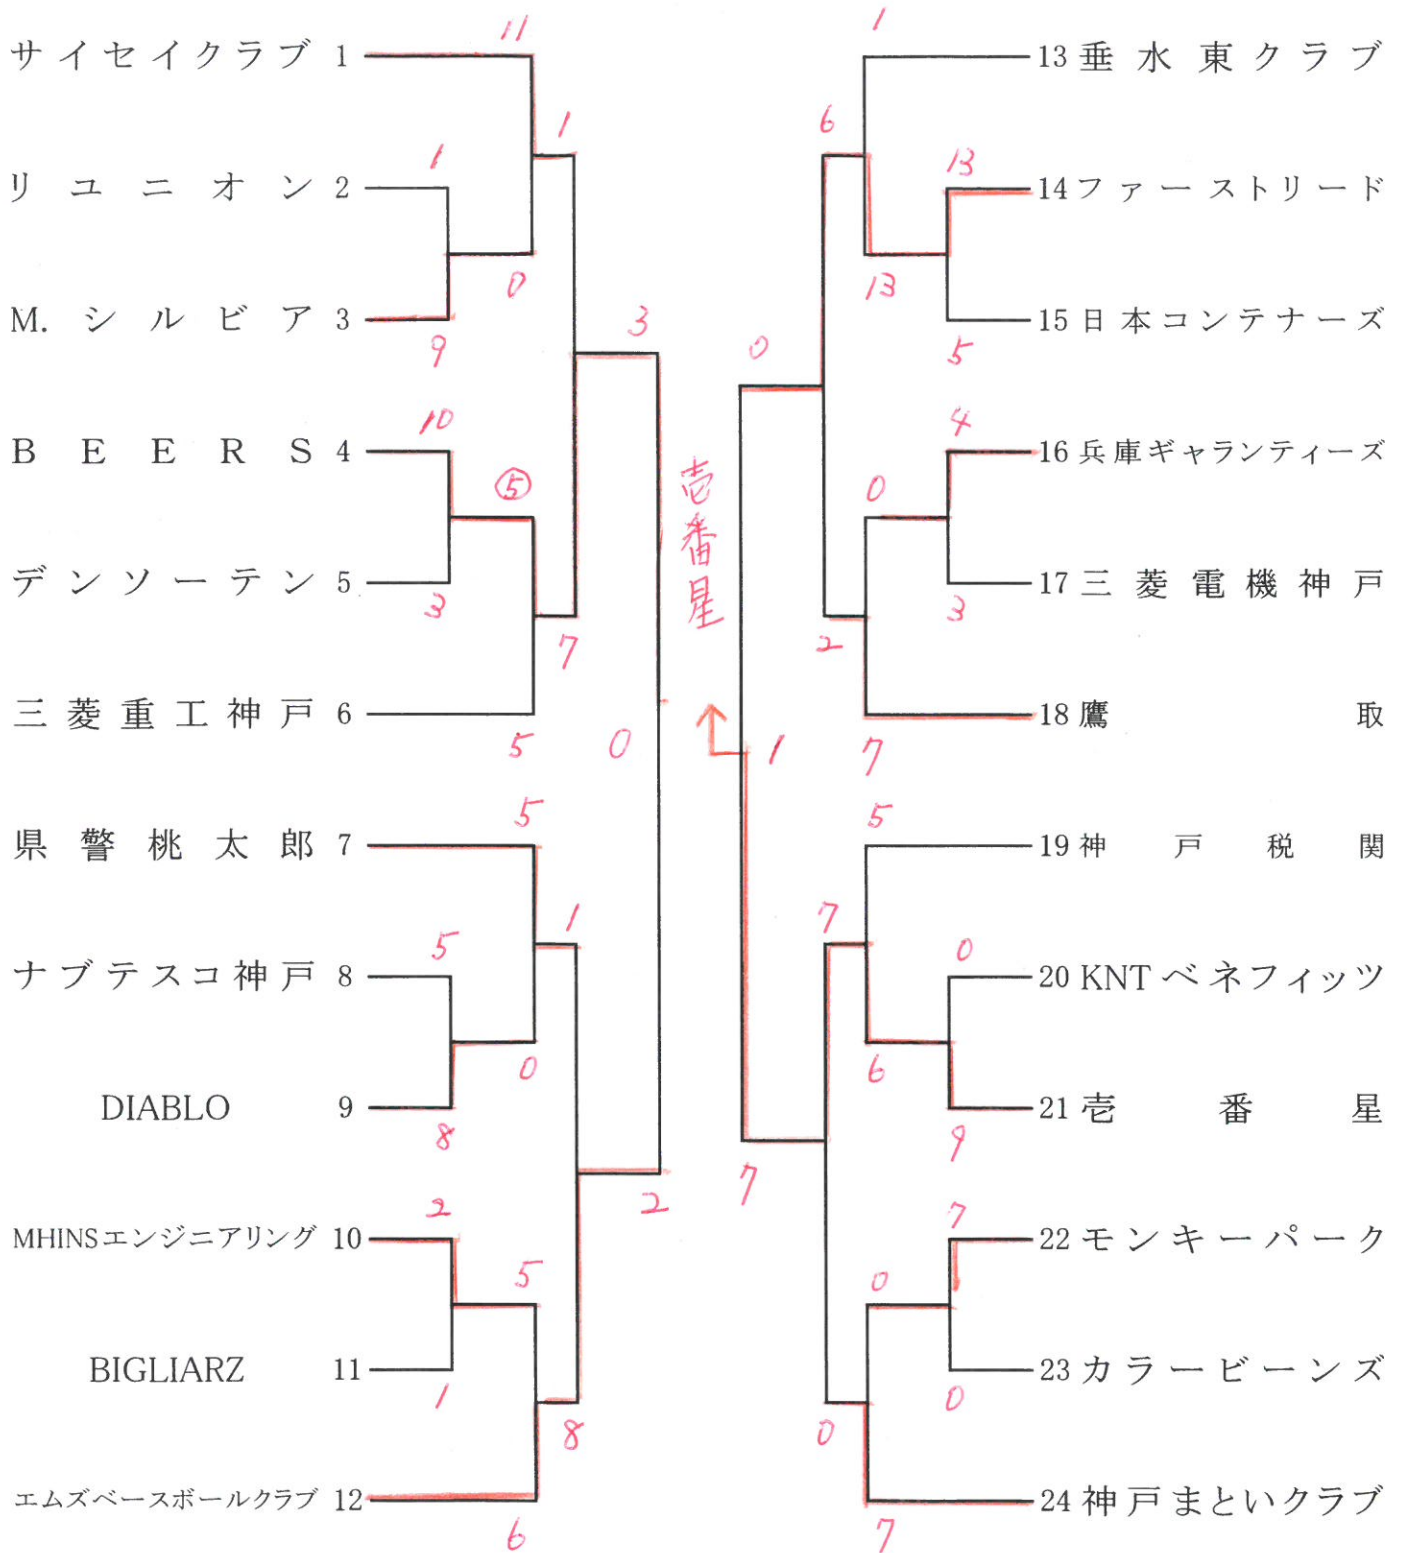 11
サイセイクラブ 1
1
1
リユニオン 2
0
M. シルビア 3
9
3
10
BEERS 4
⑤
デンソーテン 5
3
7
三菱重工神戸 6
5
0
5
県警桃太郎 7
1
5
ナブテスコ神戸 8
0
DIABLO 9
8
2
2
MHINSエンジニアリング 10
5
BIGLIARZ 11
1
8
エムズベースボールクラブ 12
6
壱番星
1
13 垂水東クラブ
6
13
14 ファーストリード
13
15 日本コンテナーズ
5
0
4
16 兵庫ギャランティーズ
0
17 三菱電機神戸
3
2
18 鷹取
7
1
5
19 神戸税関
7
0
20 KNTベネフィッツ
6
21 壱番星
9
7
7
22 モンキーパーク
0
23 カラービーンズ
0
0
24 神戸まといクラブ
7